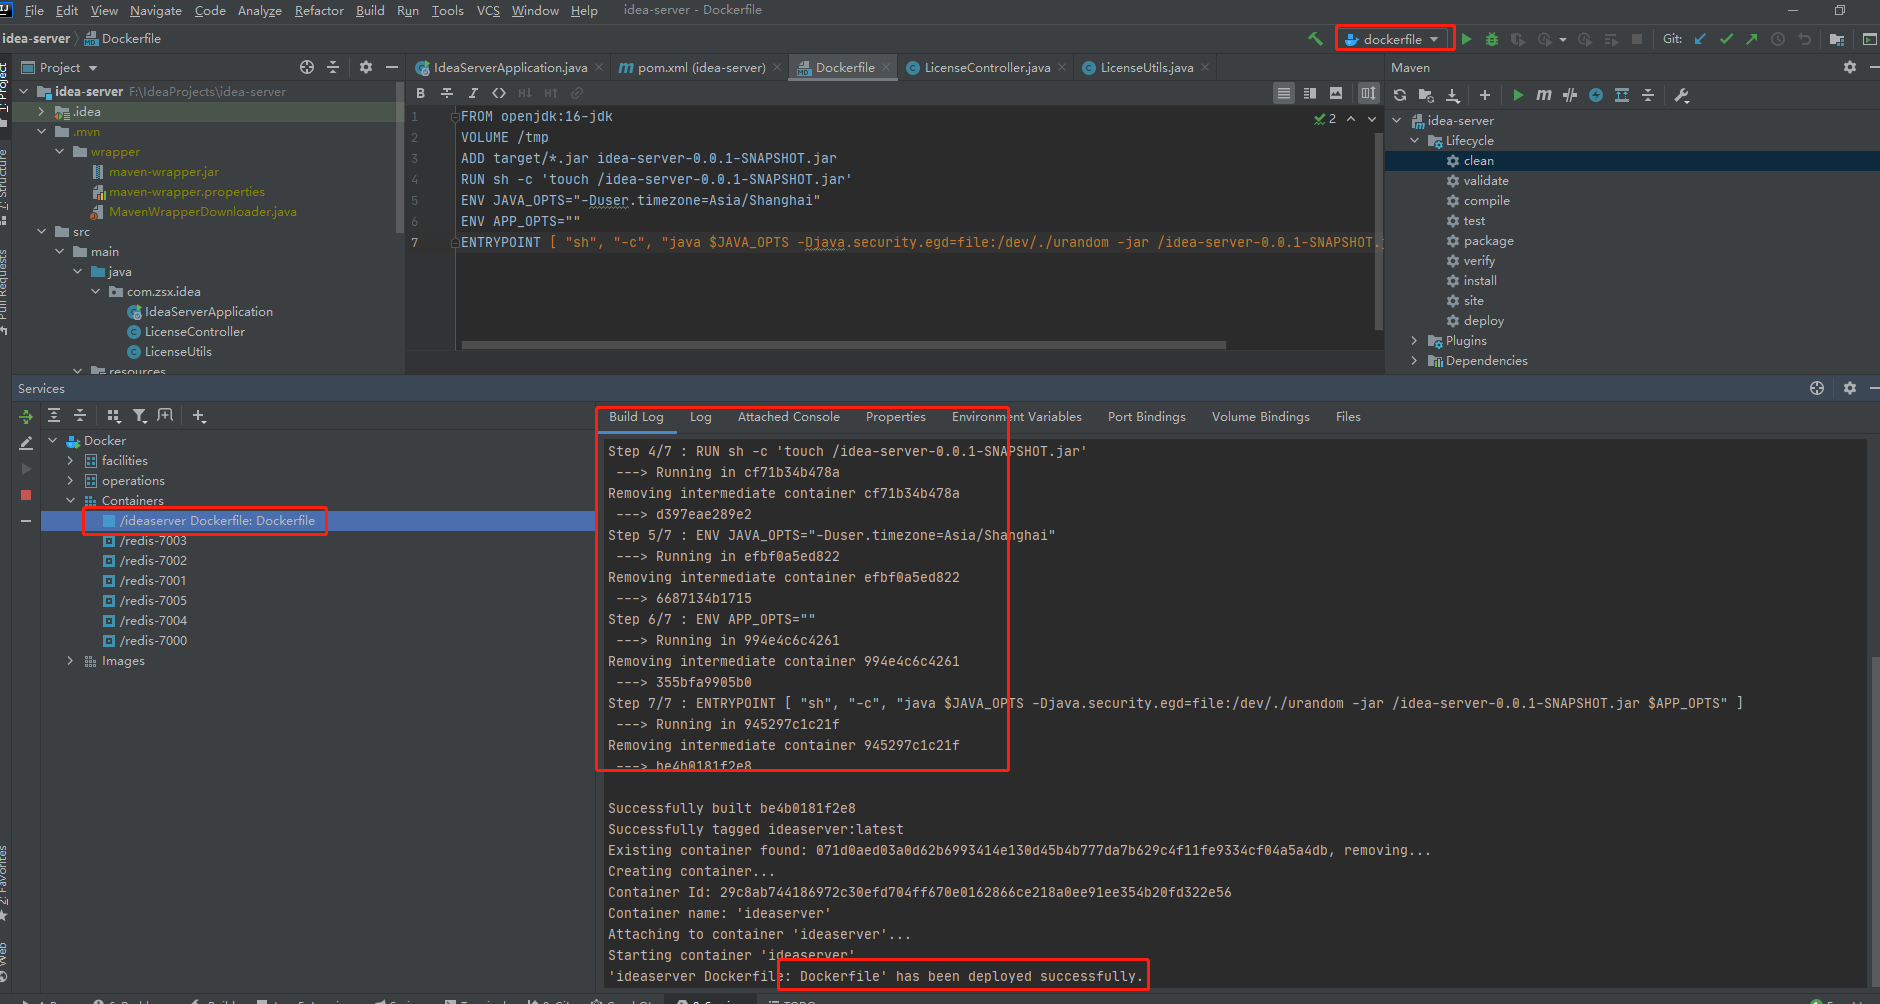 File Edit View Navigate Code Analyze Refactor Build Run Tools VCS Window Help idea-server - Dockerfile
idea-server Dockerfile
dockerfile Git:
Project
IdeaServerApplication.java pom.xml (idea-server) Dockerfile LicenseController.java LicenseUtils.java
Maven
idea-server F:\IdeaProjects\idea-server
.idea
.mvn
wrapper
maven-wrapper.jar
maven-wrapper.properties
MavenWrapperDownloader.java
src
main
java
com.zsx.idea
IdeaServerApplication
LicenseController
LicenseUtils
resources
1: Project
7: Structure
Pull Requests
2: Favorites
Web
B I H↓ H↑
2
1 FROM openjdk:16-jdk
2 VOLUME /tmp
3 ADD target/*.jar idea-server-0.0.1-SNAPSHOT.jar
4 RUN sh -c 'touch /idea-server-0.0.1-SNAPSHOT.jar'
5 ENV JAVA_OPTS="-Duser.timezone=Asia/Shanghai"
6 ENV APP_OPTS=""
7 ENTRYPOINT [ "sh", "-c", "java $JAVA_OPTS -Djava.security.egd=file:/dev/./urandom -jar /idea-server-0.0.1-SNAPSHOT.j
idea-server
Lifecycle
clean
validate
compile
test
package
verify
install
site
deploy
Plugins
Dependencies
Services
Docker
facilities
operations
Containers
/ideaserver Dockerfile: Dockerfile
/redis-7003
/redis-7002
/redis-7001
/redis-7005
/redis-7004
/redis-7000
Images
Build Log Log Attached Console Properties Environment Variables Port Bindings Volume Bindings Files
Step 4/7 : RUN sh -c 'touch /idea-server-0.0.1-SNAPSHOT.jar'
---> Running in cf71b34b478a
Removing intermediate container cf71b34b478a
---> d397eae289e2
Step 5/7 : ENV JAVA_OPTS="-Duser.timezone=Asia/Shanghai"
---> Running in efbf0a5ed822
Removing intermediate container efbf0a5ed822
---> 6687134b1715
Step 6/7 : ENV APP_OPTS=""
---> Running in 994e4c6c4261
Removing intermediate container 994e4c6c4261
---> 355bfa9905b0
Step 7/7 : ENTRYPOINT [ "sh", "-c", "java $JAVA_OPTS -Djava.security.egd=file:/dev/./urandom -jar /idea-server-0.0.1-SNAPSHOT.jar $APP_OPTS" ]
---> Running in 945297c1c21f
Removing intermediate container 945297c1c21f
---> be4b0181f2e8
Successfully built be4b0181f2e8
Successfully tagged ideaserver:latest
Existing container found: 071d0aed03a0d62b6993414e130d45b4b777da7b629c4f11fe9334cf04a5a4db, removing...
Creating container...
Container Id: 29c8ab744186972c30efd704ff670e0162866ce218a0ee91ee354b20fd322e56
Container name: 'ideaserver'
Attaching to container 'ideaserver'...
Starting container 'ideaserver'
'ideaserver Dockerfile: Dockerfile' has been deployed successfully.